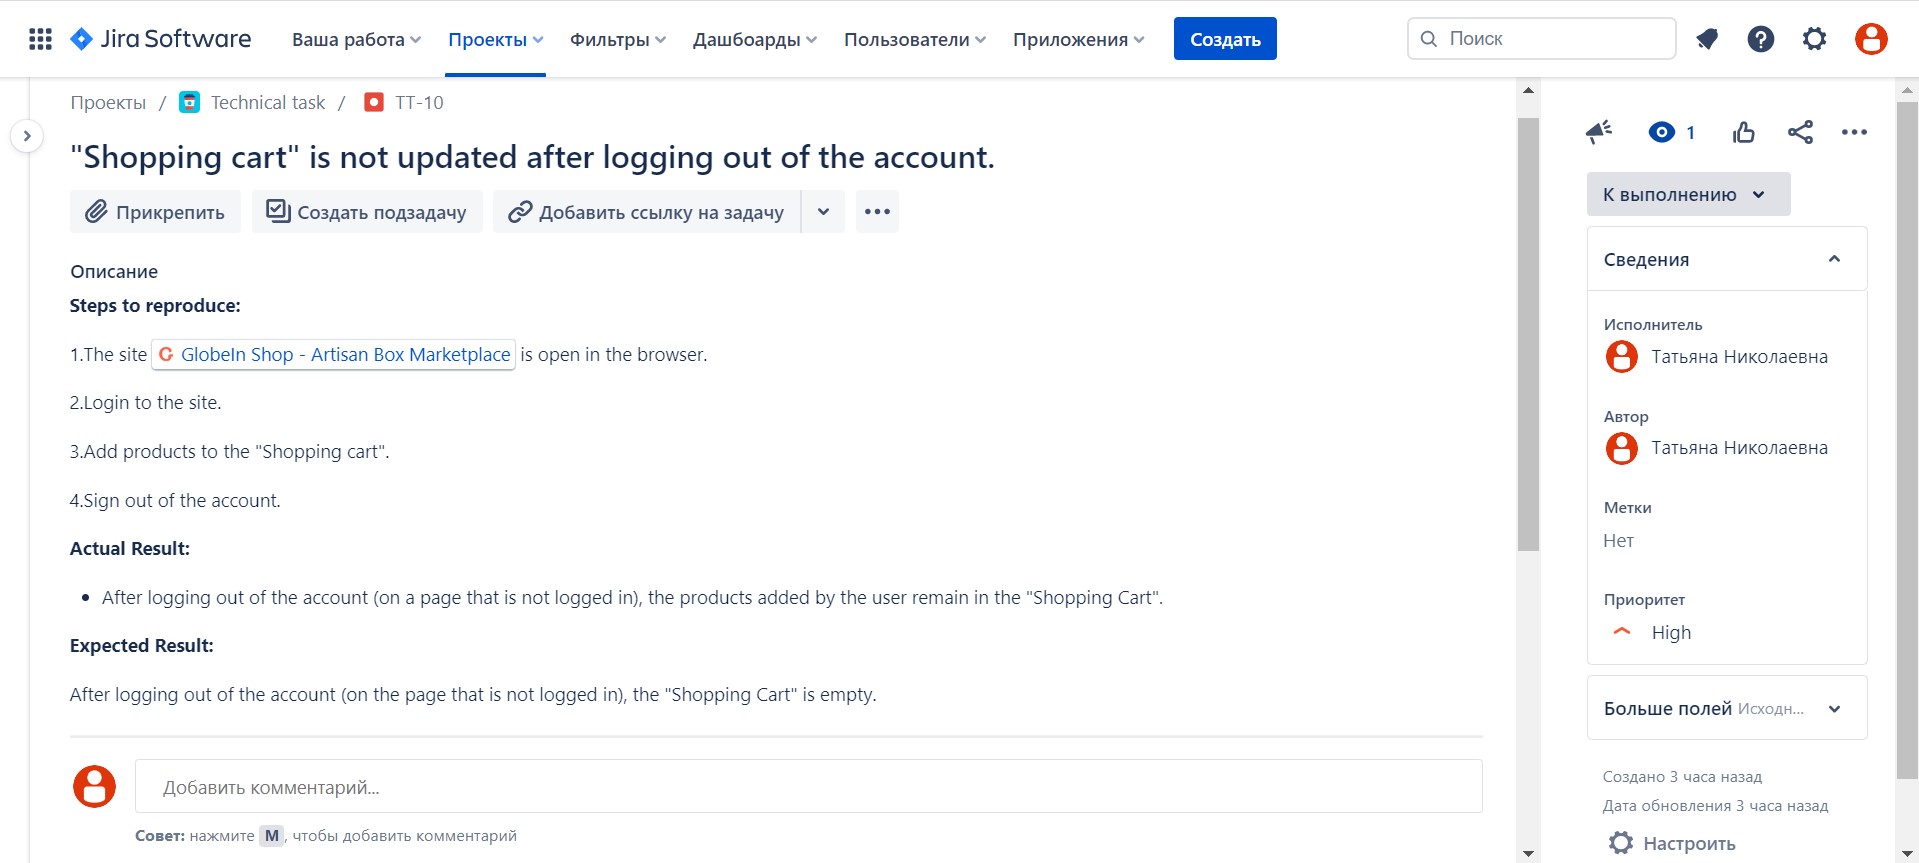 Jira Software Ваша работа Проекты Фильтры Дашборды Пользователи Приложения Создать Поиск
Проекты / Technical task / TT-10
"Shopping cart" is not updated after logging out of the account.
Прикрепить Создать подзадачу Добавить ссылку на задачу
Описание
Steps to reproduce:
1.The site GlobeIn Shop - Artisan Box Marketplace is open in the browser.
2.Login to the site.
3.Add products to the "Shopping cart".
4.Sign out of the account.
Actual Result:
• After logging out of the account (on a page that is not logged in), the products added by the user remain in the "Shopping Cart".
Expected Result:
After logging out of the account (on the page that is not logged in), the "Shopping Cart" is empty.
Добавить комментарий...
Совет: нажмите M, чтобы добавить комментарий
1
К выполнению
Сведения
Исполнитель
Татьяна Николаевна
Автор
Татьяна Николаевна
Метки
Нет
Приоритет
High
Больше полей Исходн...
Создано 3 часа назад
Дата обновления 3 часа назад
Настроить